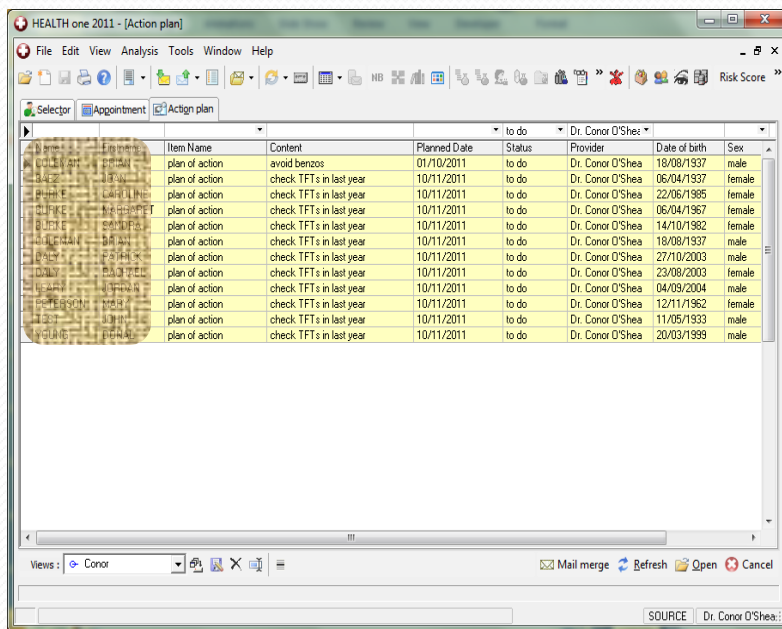 HEALTH one 2011 - [Action plan]
File Edit View Analysis Tools Window Help
NB » Risk Score »
Selector Appointment Action plan
to do Dr. Conor O'Shea
Item Name Content Planned Date Status Provider Date of birth Sex
plan of action avoid benzos 01/10/2011 to do Dr. Conor O'Shea 18/08/1937 male
plan of action check TFTs in last year 10/11/2011 to do Dr. Conor O'Shea 06/04/1937 female
plan of action check TFTs in last year 10/11/2011 to do Dr. Conor O'Shea 22/06/1985 female
plan of action check TFTs in last year 10/11/2011 to do Dr. Conor O'Shea 06/04/1967 female
plan of action check TFTs in last year 10/11/2011 to do Dr. Conor O'Shea 14/10/1982 female
plan of action check TFTs in last year 10/11/2011 to do Dr. Conor O'Shea 18/08/1937 male
plan of action check TFTs in last year 10/11/2011 to do Dr. Conor O'Shea 27/10/2003 male
plan of action check TFTs in last year 10/11/2011 to do Dr. Conor O'Shea 23/08/2003 female
plan of action check TFTs in last year 10/11/2011 to do Dr. Conor O'Shea 04/09/2004 male
plan of action check TFTs in last year 10/11/2011 to do Dr. Conor O'Shea 12/11/1962 female
plan of action check TFTs in last year 10/11/2011 to do Dr. Conor O'Shea 11/05/1933 male
plan of action check TFTs in last year 10/11/2011 to do Dr. Conor O'Shea 20/03/1999 male
Views : Conor Mail merge Refresh Open Cancel
SOURCE Dr. Conor O'Shea